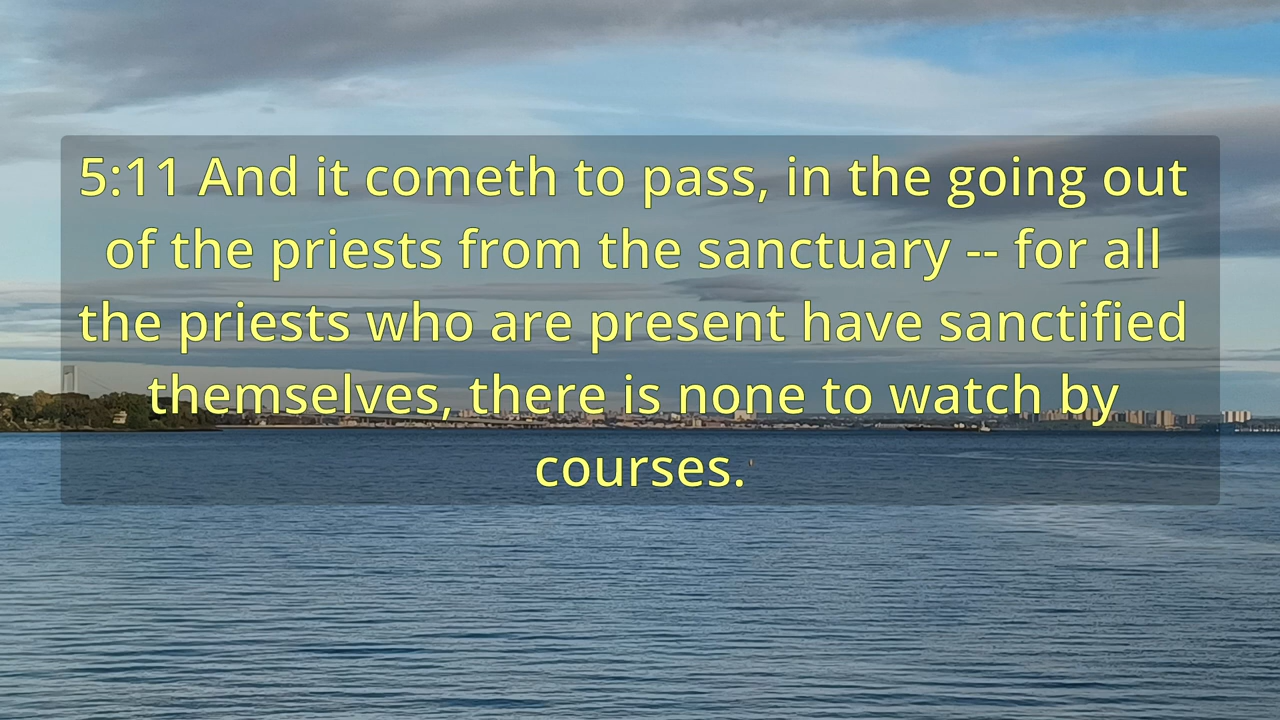 5:11 And it cometh to pass, in the going out
of the priests from the sanctuary -- for all
the priests who are present have sanctified
themselves, there is none to watch by
courses.